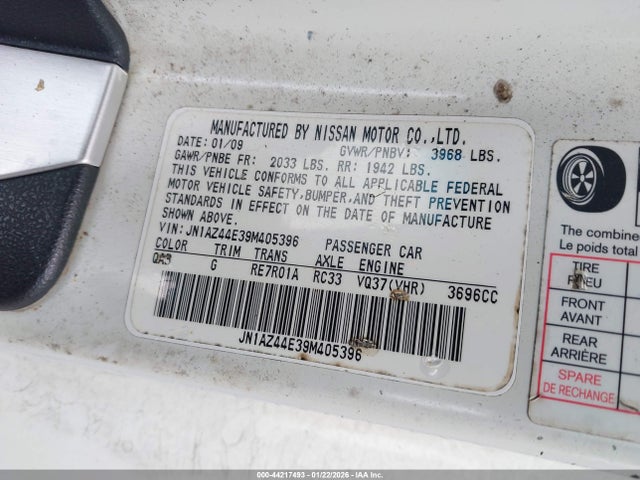 MANUFACTURED BY NISSAN MOTOR CO.,LTD.
DATE: 01/09 GVWR/PNBV: 3968 LBS.
GAWR/PNBE FR: 2033 LBS. RR: 1942 LBS.
THIS VEHICLE CONFORMS TO ALL APPLICABLE FEDERAL
MOTOR VEHICLE SAFETY, BUMPER, AND THEFT PREVENTION
STANDARDS IN EFFECT ON THE DATE OF MANUFACTURE
SHOWN ABOVE.
VIN: JN1AZ44E39M405396 PASSENGER CAR
COLOR TRIM TRANS AXLE ENGINE
G RE7R01A RC33 VQ37(VHR) 3696CC
JN1AZ44E39M405396
The combine
Le poids total
TIRE
FRONT
AVANT
REAR
ARRIÈRE
SPARE
DE RECHANGE
000-44217493 - 01/22/2026 - IAA Inc.